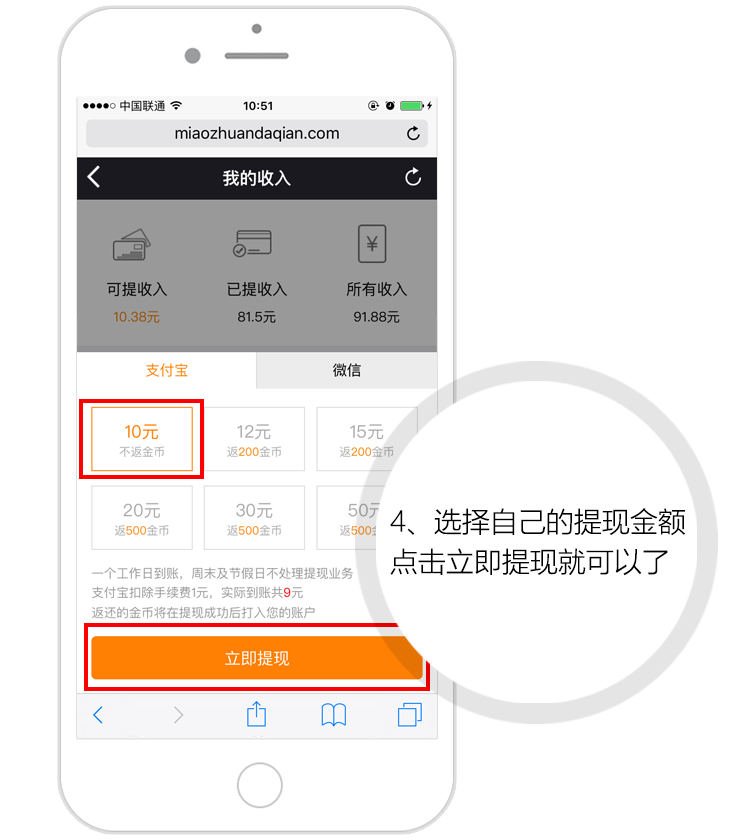 中国联通 10:51
miaozhuandaqian.com
我的收入
可提收入 已提收入 所有收入
10.38元 81.5元 91.88元
支付宝 微信
10元 12元 15元
不返金币 返200金币 返200金币
20元 30元 50元
返500金币 返500金币 返500
4、选择自己的提现金额
点击立即提现就可以了
一个工作日到账，周末及节假日不处理提现业务
支付宝扣除手续费1元，实际到账共9元
返还的金币将在提现成功后打入您的账户
立即提现